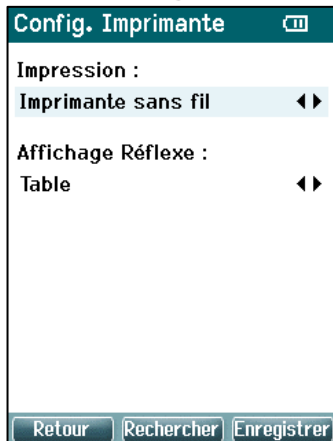 Config. Imprimante
Impression :
Imprimante sans fil
Affichage Réflexe :
Table
Retour Rechercher Enregistrer